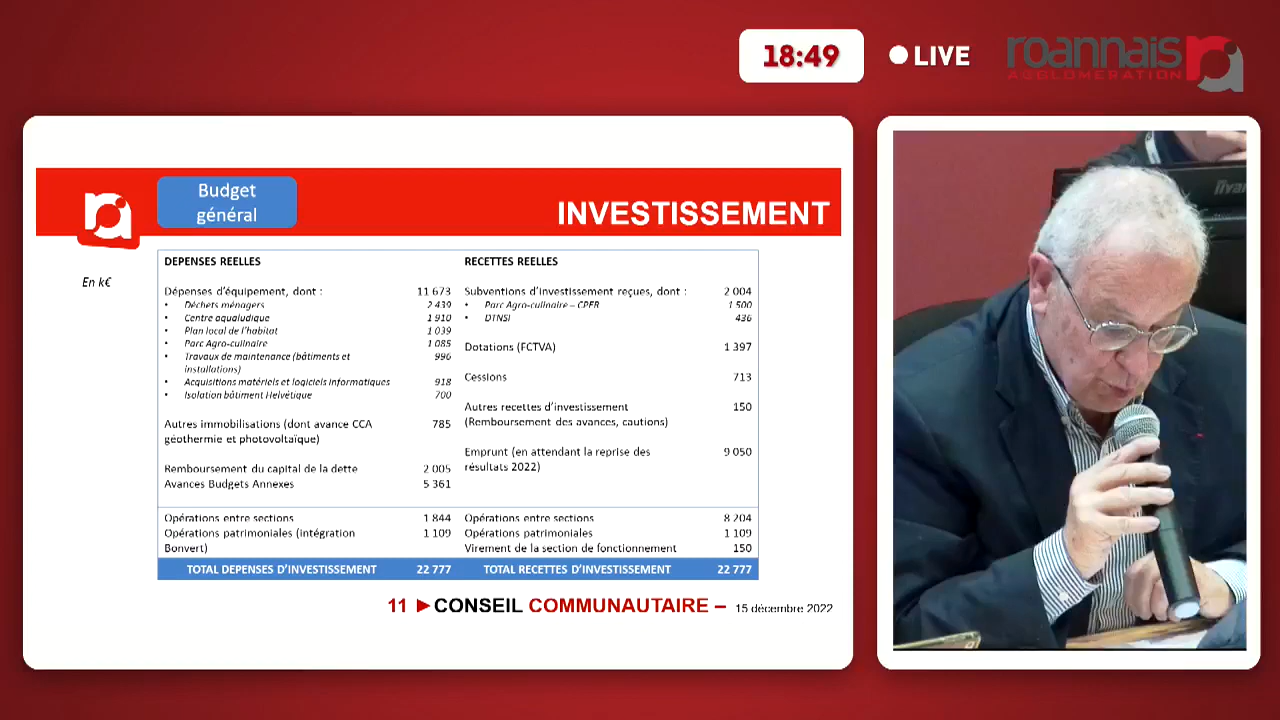 18:49
LIVE
roannais
AGGLOMÉRATION
Budget
général
INVESTISSEMENT
En k€
DEPENSES REELLES
Dépenses d'équipement, dont : 11 673
• Déchets ménagers 2 439
• Centre aqualudique 1 910
• Plan local de l'habitat 1 039
• Parc Agro-culinaire 1 085
• Travaux de maintenance (bâtiments et 996
installations)
• Acquisitions matériels et logiciels informatiques 918
• Isolation bâtiment Helvétique 700
Autres immobilisations (dont avance CCA 785
géothermie et photovoltaïque)
Remboursement du capital de la dette 2 005
Avances Budgets Annexes 5 361
Opérations entre sections 1 844
Opérations patrimoniales (intégration 1 109
Bonvert)
TOTAL DEPENSES D'INVESTISSEMENT 22 777
RECETTES REELLES
Subventions d'investissement reçues, dont : 2 004
• Parc Agro-culinaire – CPER 1 500
• DTNSI 436
Dotations (FCTVA) 1 397
Cessions 713
Autres recettes d'investissement 150
(Remboursement des avances, cautions)
Emprunt (en attendant la reprise des 9 050
résultats 2022)
Opérations entre sections 8 204
Opérations patrimoniales 1 109
Virement de la section de fonctionnement 150
TOTAL RECETTES D'INVESTISSEMENT 22 777
11 ►CONSEIL COMMUNAUTAIRE – 15 décembre 2022